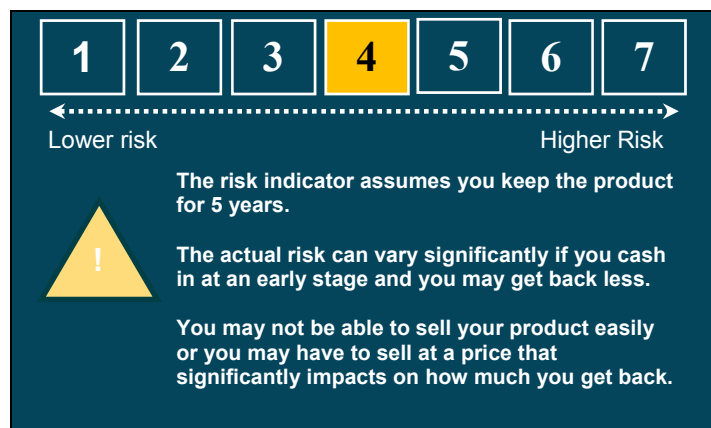 1 2 3 4 5 6 7
Lower risk Higher Risk
The risk indicator assumes you keep the product
for 5 years.
!
The actual risk can vary significantly if you cash
in at an early stage and you may get back less.
You may not be able to sell your product easily
or you may have to sell at a price that
significantly impacts on how much you get back.